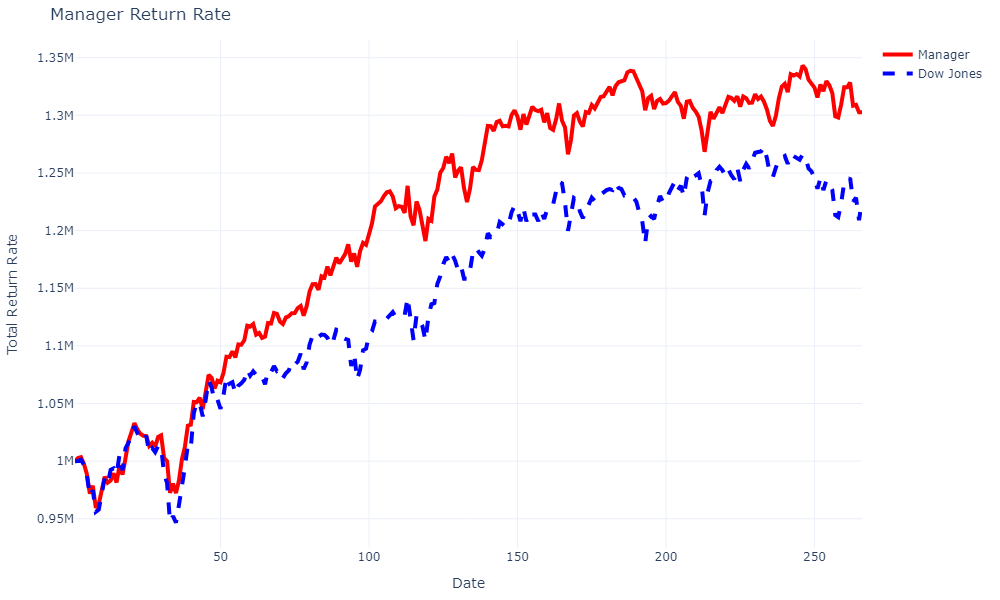 Manager Return Rate
1.35M
1.3M
1.25M
1.2M
1.15M
1.1M
1.05M
1M
0.95M
Total Return Rate
50
100
150
200
250
Date
Manager
Dow Jones